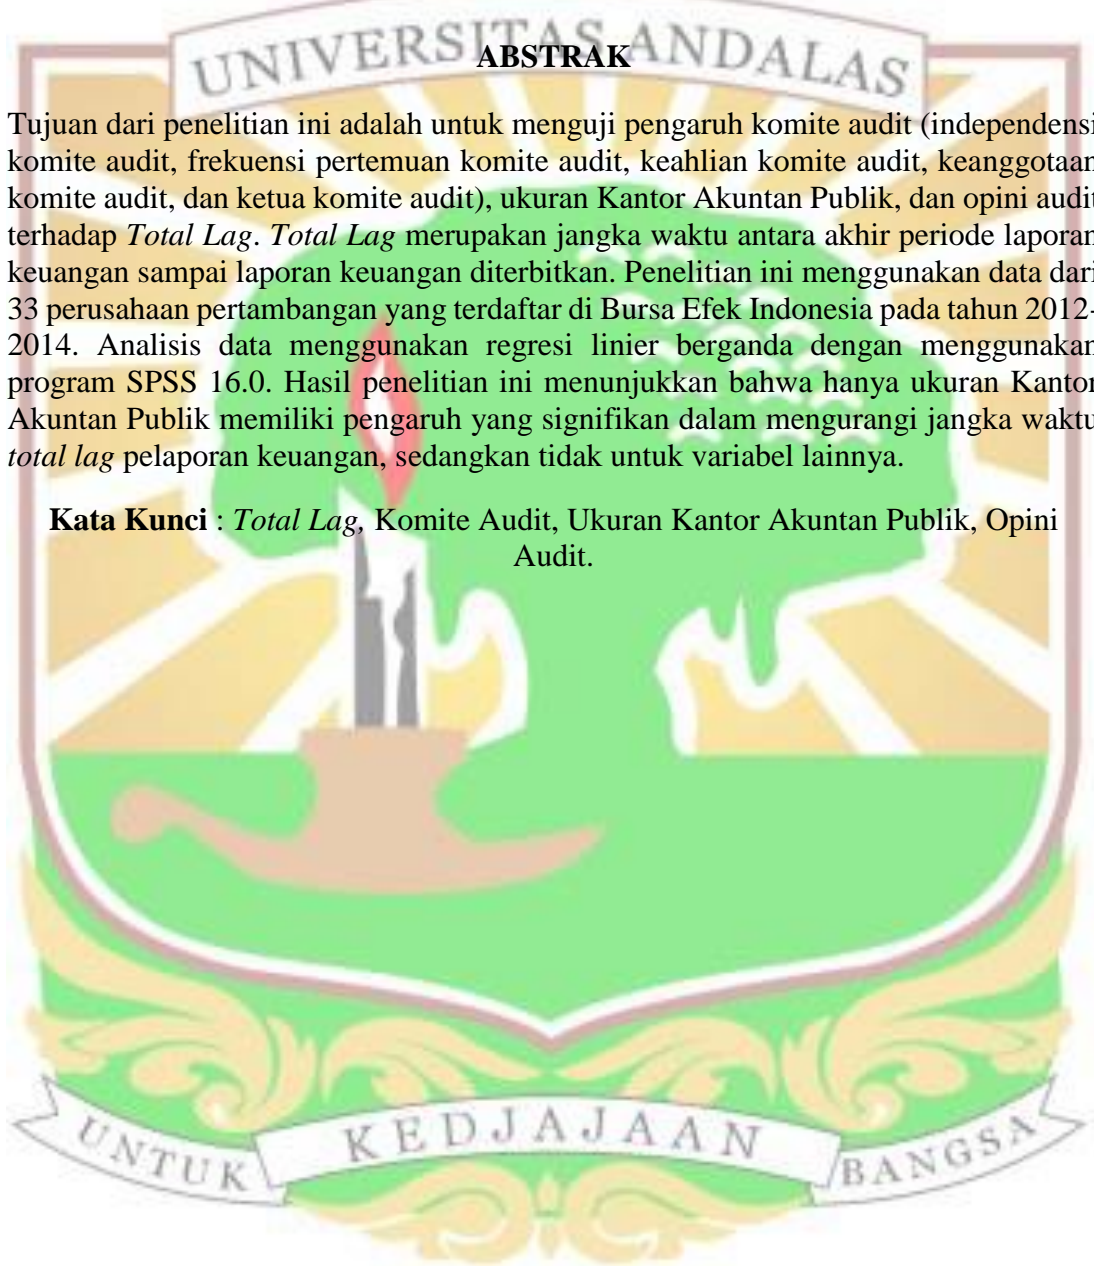 UNIVERSITAS ANDALAS
ABSTRAK
Tujuan dari penelitian ini adalah untuk menguji pengaruh komite audit (independensi
komite audit, frekuensi pertemuan komite audit, keahlian komite audit, keanggotaan
komite audit, dan ketua komite audit), ukuran Kantor Akuntan Publik, dan opini audit
terhadap Total Lag. Total Lag merupakan jangka waktu antara akhir periode laporan
keuangan sampai laporan keuangan diterbitkan. Penelitian ini menggunakan data dari
33 perusahaan pertambangan yang terdaftar di Bursa Efek Indonesia pada tahun 2012-
2014. Analisis data menggunakan regresi linier berganda dengan menggunakan
program SPSS 16.0. Hasil penelitian ini menunjukkan bahwa hanya ukuran Kantor
Akuntan Publik memiliki pengaruh yang signifikan dalam mengurangi jangka waktu
total lag pelaporan keuangan, sedangkan tidak untuk variabel lainnya.
Kata Kunci : Total Lag, Komite Audit, Ukuran Kantor Akuntan Publik, Opini
Audit.
UNTUK KEDJAJAAN BANGSA